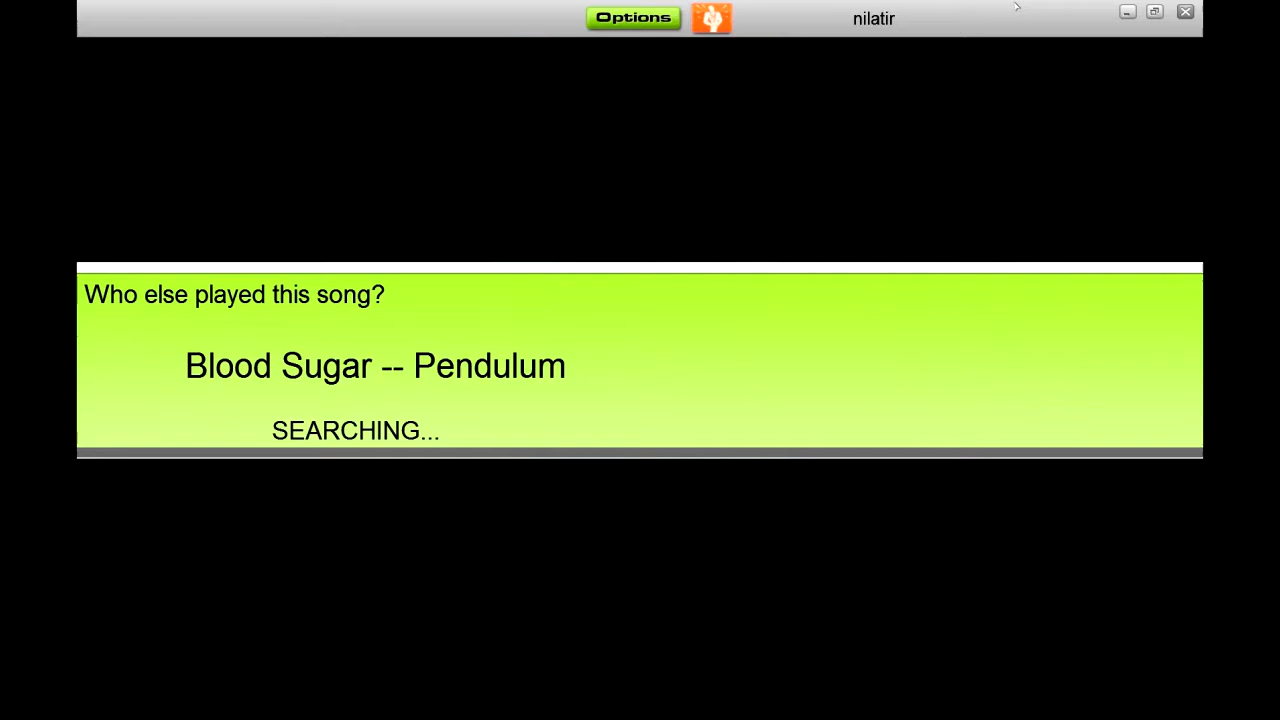 Options
nilatir
Who else played this song?
Blood Sugar -- Pendulum
SEARCHING...